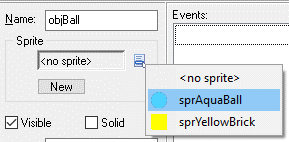 Name: objBall
Events:
Sprite
<no sprite>
New
Visible
Solid
<no sprite>
sprAquaBall
sprYellowBrick